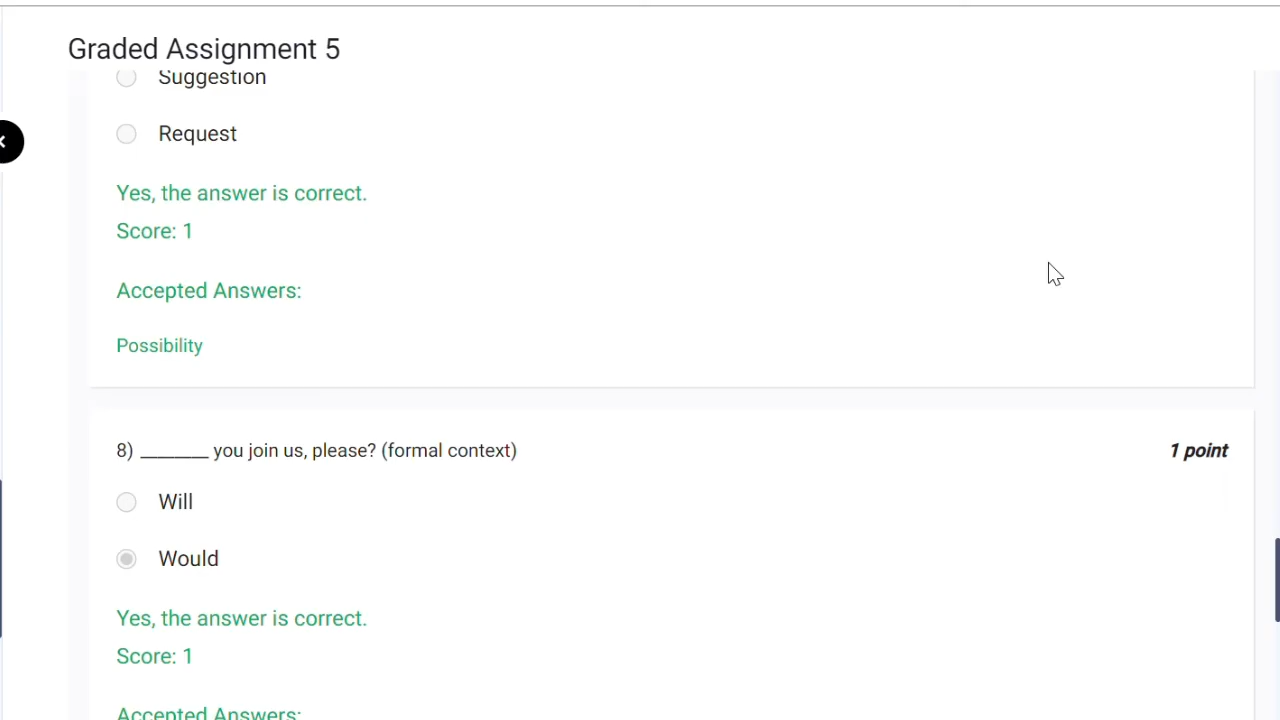 Graded Assignment 5
Suggestion
Request
Yes, the answer is correct.
Score: 1
Accepted Answers:
Possibility
8) _______ you join us, please? (formal context)
1 point
Will
Would
Yes, the answer is correct.
Score: 1
Accepted Answers: